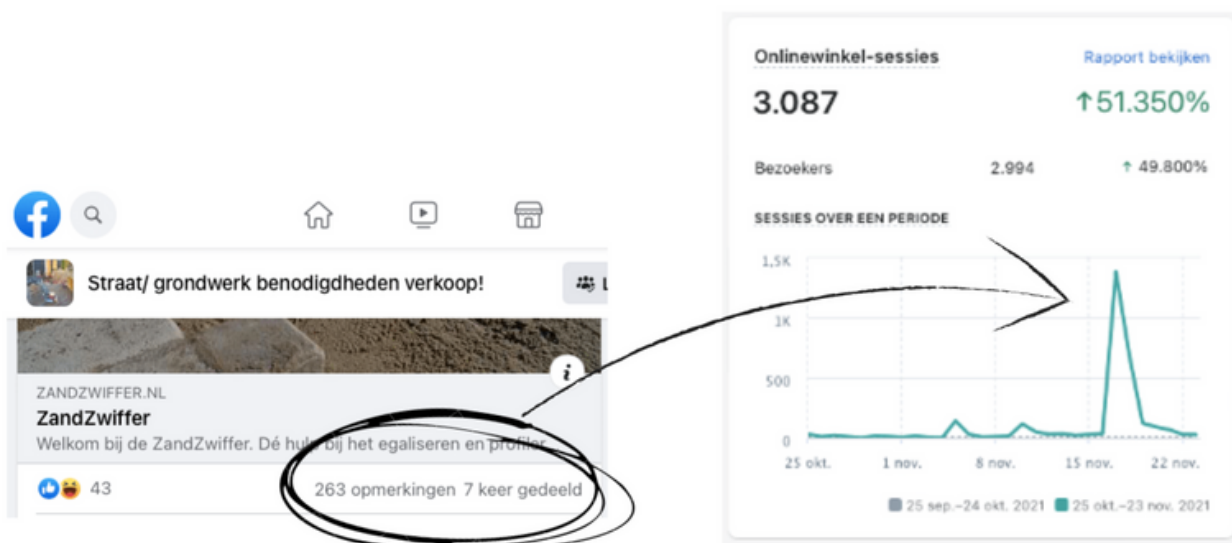 Straat/ grondwerk benodigdheden verkoop!
ZANDZWIFFER.NL
ZandZwiffer
Welkom bij de ZandZwiffer. Dé hulp bij het egaliseren en profiler
43
263 opmerkingen 7 keer gedeeld
Onlinewinkel-sessies
Rapport bekijken
3.087
↑51.350%
Bezoekers 2.994 ↑ 49.800%
SESSIES OVER EEN PERIODE
1,5K
1K
500
0
25 okt. 1 nov. 8 nov. 15 nov. 22 nov.
25 sep.–24 okt. 2021 25 okt.–23 nov. 2021